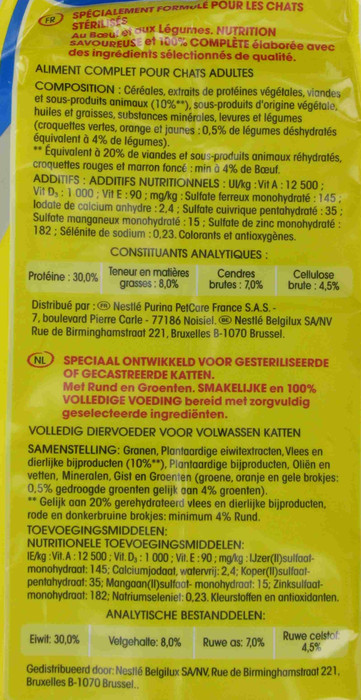 FR SPÉCIALEMENT FORMULÉ POUR LES CHATS
STÉRILISÉS
Au Bœuf et aux Légumes. NUTRITION
SAVOUREUSE et 100% COMPLÈTE élaborée avec
des ingrédients sélectionnés de qualité.
ALIMENT COMPLET POUR CHATS ADULTES
COMPOSITION : Céréales, extraits de protéines végétales, viandes
et sous-produits animaux (10%**), sous-produits d'origine végétale,
huiles et graisses, substances minérales, levures et légumes
(croquettes vertes, orange et jaunes : 0,5% de légumes déshydratés
équivalent à 4% de légumes).
** Équivalent à 20% de viandes et sous-produits animaux réhydratés,
croquettes rouges et marron foncé : min 4% de Bœuf.
ADDITIFS : ADDITIFS NUTRITIONNELS : UI/kg : Vit A : 12 500 ;
Vit D₃ : 1 000 ; Vit E : 90 ; mg/kg : Sulfate ferreux monohydraté : 145 ;
Iodate de calcium anhydre : 2,4 ; Sulfate cuivrique pentahydraté : 35 ;
Sulfate manganeux monohydraté : 15 ; Sulfate de zinc monohydraté :
182 ; Sélénite de sodium : 0,23. Colorants et antioxygènes.
CONSTITUANTS ANALYTIQUES :
Protéine : 30,0% Teneur en matières grasses : 8,0% Cendres brutes : 7,0% Cellulose brute : 4,5%
Distribué par : FR Nestlé Purina PetCare France S.A.S. -
7, boulevard Pierre Carle - 77186 Noisiel. BE Nestlé Belgilux SA/NV
Rue de Birminghamstraat 221, Bruxelles B-1070 Brussel.
NL SPECIAAL ONTWIKKELD VOOR GESTERILISEERDE
OF GECASTREERDE KATTEN.
Met Rund en Groenten. SMAKELIJKE en 100%
VOLLEDIGE VOEDING bereid met zorgvuldig
geselecteerde ingrediënten.
VOLLEDIG DIERVOEDER VOOR VOLWASSEN KATTEN
SAMENSTELLING: Granen, Plantaardige eiwitextracten, Vlees en
dierlijke bijproducten (10%**), Plantaardige bijproducten, Oliën en
vetten, Mineralen, Gist en Groenten (groene, oranje en gele brokjes:
0,5% gedroogde groenten gelijk aan 4% groenten).
** Gelijk aan 20% gerehydrateerd vlees en dierlijke bijproducten,
rode en donkerbruine brokjes: minimum 4% Rund.
TOEVOEGINGSMIDDELEN:
NUTRITIONELE TOEVOEGINGSMIDDELEN:
IE/kg : Vit. A : 12 500 ; Vit. D₃ : 1 000 ; Vit. E : 90 ; mg/kg : IJzer(II)sulfaat-
monohydraat: 145; Calciumjodaat, watervrij: 2,4; Koper(II)sulfaat-
pentahydraat: 35; Mangaan(II)sulfaat- monohydraat: 15; Zinksulfaat-
monohydraat: 182; Natriumseleniet: 0,23. Kleurstoffen en antioxidanten.
ANALYTISCHE BESTANDDELEN:
Eiwit: 30,0% Vetgehalte: 8,0% Ruwe as: 7,0% Ruwe celstof: 4,5%
Gedistribueerd door: Nestlé Belgilux SA/NV, Rue de Birminghamstraat 221,
Bruxelles B-1070 Brussel..